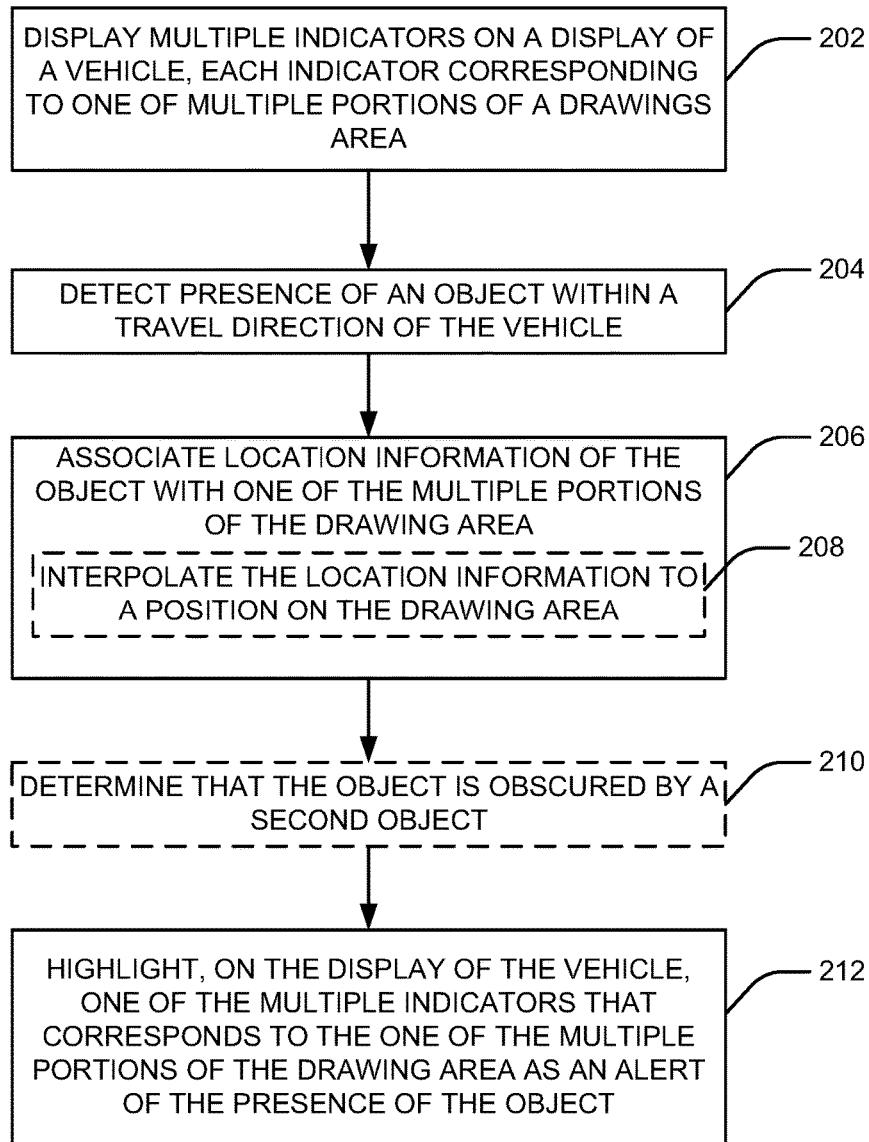 DISPLAY MULTIPLE INDICATORS ON A DISPLAY OF
A VEHICLE, EACH INDICATOR CORRESPONDING
TO ONE OF MULTIPLE PORTIONS OF A DRAWINGS
AREA
202
DETECT PRESENCE OF AN OBJECT WITHIN A
TRAVEL DIRECTION OF THE VEHICLE
204
ASSOCIATE LOCATION INFORMATION OF THE
OBJECT WITH ONE OF THE MULTIPLE PORTIONS
OF THE DRAWING AREA
206
INTERPOLATE THE LOCATION INFORMATION TO
A POSITION ON THE DRAWING AREA
208
DETERMINE THAT THE OBJECT IS OBSCURED BY A
SECOND OBJECT
210
HIGHLIGHT, ON THE DISPLAY OF THE VEHICLE,
ONE OF THE MULTIPLE INDICATORS THAT
CORRESPONDS TO THE ONE OF THE MULTIPLE
PORTIONS OF THE DRAWING AREA AS AN ALERT
OF THE PRESENCE OF THE OBJECT
212